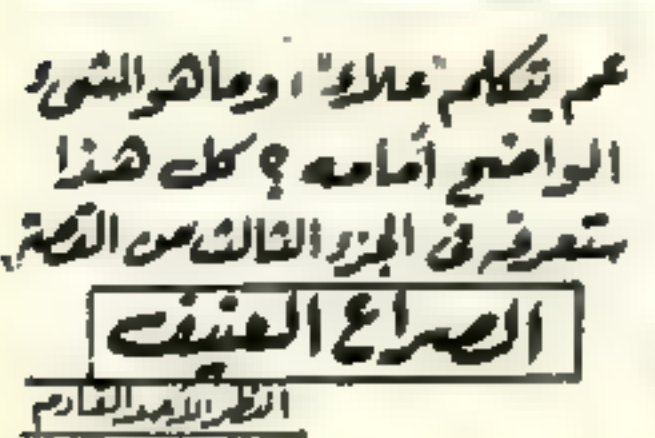 عم يتكلم "علاء"، وما هو الشيء
الواضح أمامه ؟ كل هذا
ستعرفه فى الجزء الثالث من القصة.
الصراع العنيف
انتظر العدد القادم